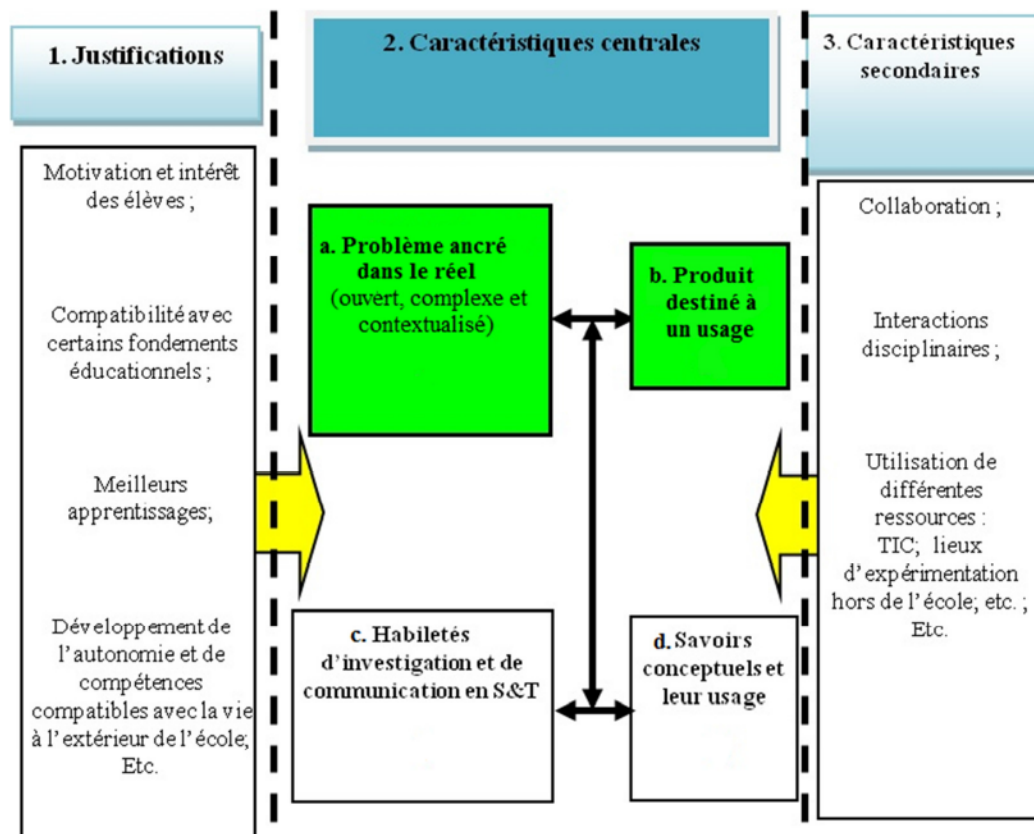 1. Justifications
Motivation et intérêt
des élèves ;
Compatibilité avec
certains fondements
éducationnels ;
Meilleurs
apprentissages;
Développement de
l'autonomie et de
compétences
compatibles avec la vie
à l'extérieur de l'école;
Etc.
2. Caractéristiques centrales
a. Problème ancré
dans le réel
(ouvert, complexe et
contextualisé)
b. Produit
destiné à
un usage
c. Habiletés
d'investigation et de
communication en S&T
d. Savoirs
conceptuels et
leur usage
3. Caractéristiques
secondaires
Collaboration ;
Interactions
disciplinaires ;
Utilisation de
différentes
ressources :
TIC; lieux
d'expérimentation
hors de l'école; etc. ;
Etc.